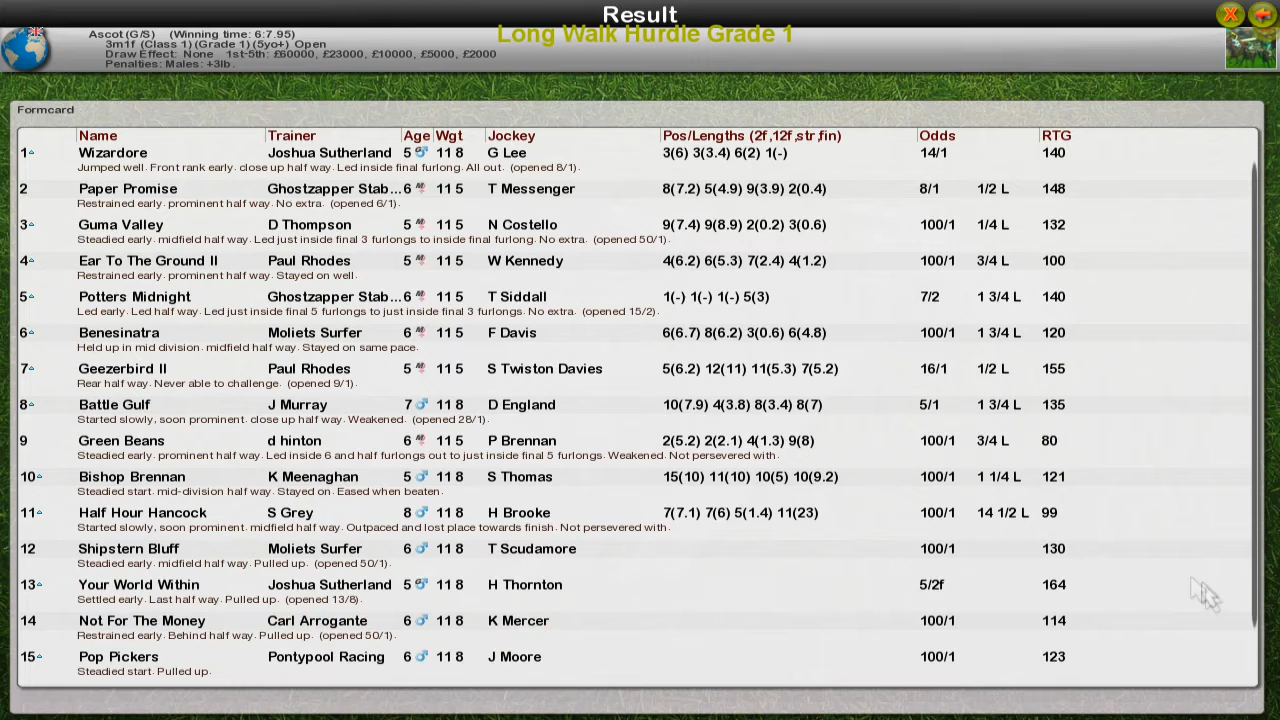 Result
Long Walk Hurdle Grade 1
Ascot (G/S) (Winning time: 6:7.95)
3m1f (Class 1) (Grade 1) (5yo+) Open
Draw Effect: None 1st-5th: £60000, £23000, £10000, £5000, £2000
Penalties: Males: +3lb.
Formcard
Name Trainer Age Wgt Jockey Pos/Lengths (2f,12f,str,fin) Odds RTG
1 Wizardore Joshua Sutherland 5 11 8 G Lee 3(6) 3(3.4) 6(2) 1(-) 14/1 140
Jumped well. Front rank early. close up half way. Led inside final furlong. All out. (opened 8/1).
2 Paper Promise Ghostzapper Stab... 6 11 5 T Messenger 8(7.2) 5(4.9) 9(3.9) 2(0.4) 8/1 1/2 L 148
Restrained early. prominent half way. No extra. (opened 6/1).
3 Guma Valley D Thompson 5 11 5 N Costello 9(7.4) 9(8.9) 2(0.2) 3(0.6) 100/1 1/4 L 132
Steadied early. midfield half way. Led just inside final 3 furlongs to inside final furlong. No extra. (opened 50/1).
4 Ear To The Ground II Paul Rhodes 5 11 5 W Kennedy 4(6.2) 6(5.3) 7(2.4) 4(1.2) 100/1 3/4 L 100
Restrained early. prominent half way. Stayed on well.
5 Potters Midnight Ghostzapper Stab... 6 11 5 T Siddall 1(-) 1(-) 1(-) 5(3) 7/2 1 3/4 L 140
Led early. Led half way. Led just inside final 5 furlongs to just inside final 3 furlongs. No extra. (opened 15/2).
6 Benesinatra Moliets Surfer 6 11 5 F Davis 6(6.7) 8(6.2) 3(0.6) 6(4.8) 100/1 1 3/4 L 120
Held up in mid division. midfield half way. Stayed on same pace.
7 Geezerbird II Paul Rhodes 5 11 5 S Twiston Davies 5(6.2) 12(11) 11(5.3) 7(5.2) 16/1 1/2 L 155
Rear half way. Never able to challenge. (opened 9/1).
8 Battle Gulf J Murray 7 11 8 D England 10(7.9) 4(3.8) 8(3.4) 8(7) 5/1 1 3/4 L 135
Started slowly, soon prominent. close up half way. Weakened. (opened 28/1).
9 Green Beans d hinton 6 11 5 P Brennan 2(5.2) 2(2.1) 4(1.3) 9(8) 100/1 3/4 L 80
Steadied early. prominent half way. Led inside 6 and half furlongs out to just inside final 5 furlongs. Weakened. Not persevered with.
10 Bishop Brennan K Meenaghan 5 11 8 S Thomas 15(10) 11(10) 10(5) 10(9.2) 100/1 1 1/4 L 121
Steadied start. mid-division half way. Stayed on. Eased when beaten.
11 Half Hour Hancock S Grey 8 11 8 H Brooke 7(7.1) 7(6) 5(1.4) 11(23) 100/1 14 1/2 L 99
Started slowly, soon prominent. midfield half way. Outpaced and lost place towards finish. Not persevered with.
12 Shipstern Bluff Moliets Surfer 6 11 8 T Scudamore 100/1 130
Steadied early. midfield half way. Pulled up. (opened 50/1).
13 Your World Within Joshua Sutherland 5 11 8 H Thornton 5/2f 164
Settled early. Last half way. Pulled up. (opened 13/8).
14 Not For The Money Carl Arrogante 6 11 8 K Mercer 100/1 114
Restrained early. Behind half way. Pulled up. (opened 50/1).
15 Pop Pickers Pontypool Racing 6 11 8 J Moore 100/1 123
Steadied start. Pulled up.